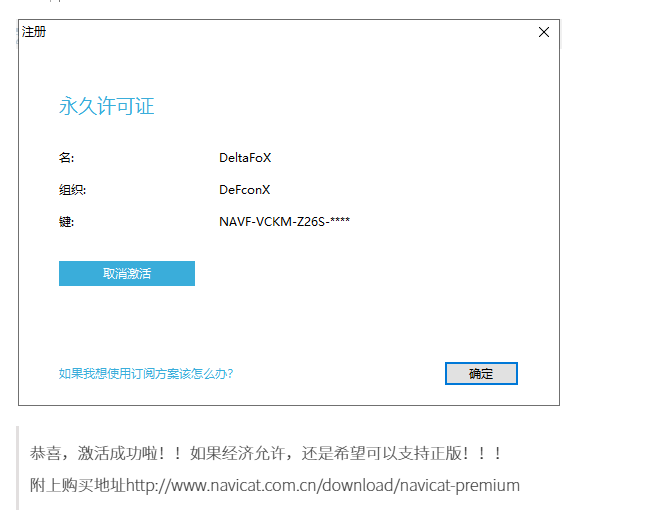 注册
永久许可证
名: DeltaFoX
组织: DeFconX
键: NAVF-VCKM-Z26S-****
取消激活
如果我想使用订阅方案该怎么办?
确定
恭喜，激活成功啦！！如果经济允许，还是希望可以支持正版！！！
附上购买地址http://www.navicat.com.cn/download/navicat-premium